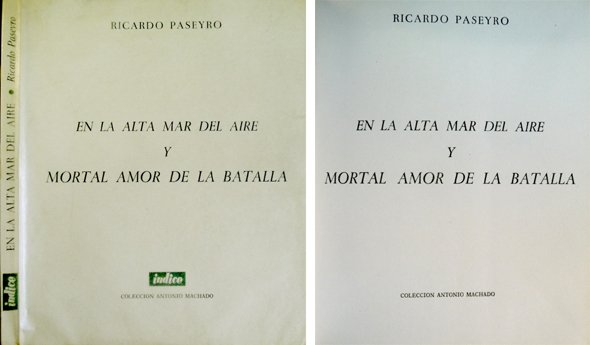 EN LA ALTA MAR DEL AIRE • Ricardo Paseyro
indice
RICARDO PASEYRO
EN LA ALTA MAR DEL AIRE
Y
MORTAL AMOR DE LA BATALLA
indice
COLECCION ANTONIO MACHADO
RICARDO PASEYRO
EN LA ALTA MAR DEL AIRE
Y
MORTAL AMOR DE LA BATALLA
COLECCION ANTONIO MACHADO